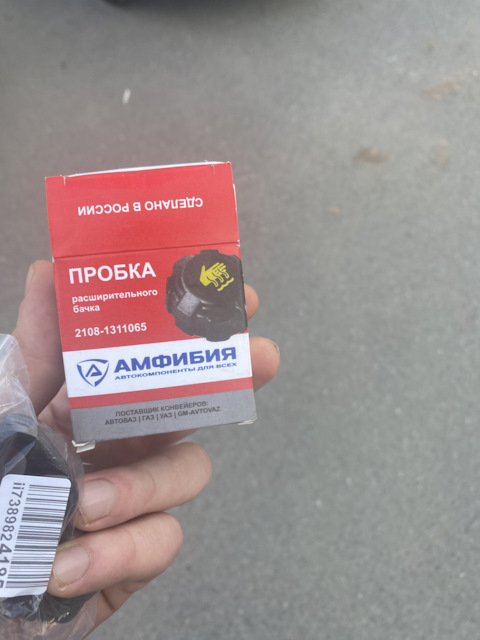 СДЕЛАНО В РОССИИ
ПРОБКА
расширительного
бачка
2108-1311065
АМФИБИЯ
АВТОКОМПОНЕНТЫ ДЛЯ ВСЕХ
ПОСТАВЩИК КОНВЕЙЕРОВ:
АВТОВАЗ | ГАЗ | УАЗ | GM-AVTOVAZ